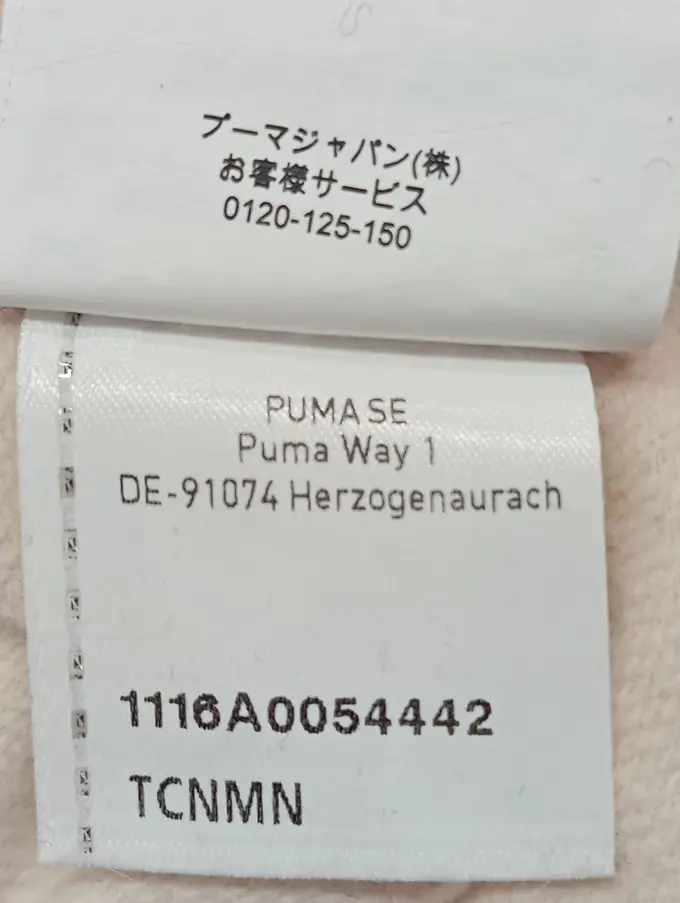 プーマジャパン(株)
お客様サービス
0120-125-150
PUMA SE
Puma Way 1
DE-91074 Herzogenaurach
1116A0054442
TCNMN